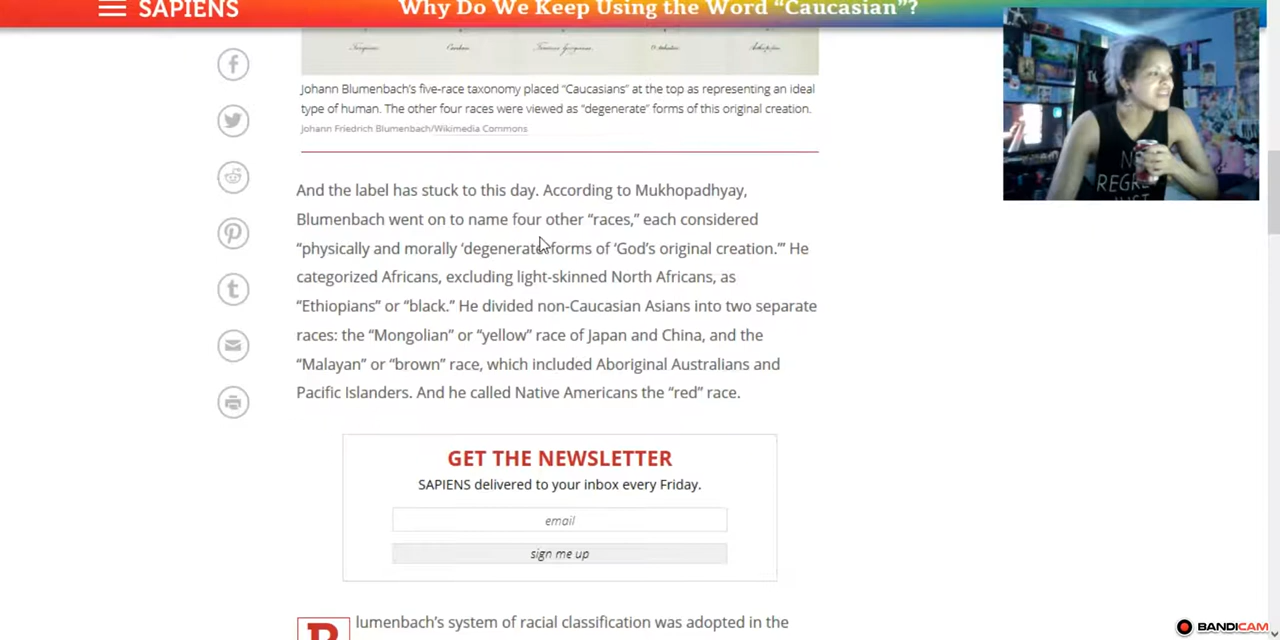 SAPIENS
Why Do We Keep Using the Word “Caucasian”?
Johann Blumenbach’s five-race taxonomy placed “Caucasians” at the top as representing an ideal
type of human. The other four races were viewed as “degenerate” forms of this original creation.
Johann Friedrich Blumenbach/Wikimedia Commons
And the label has stuck to this day. According to Mukhopadhyay,
Blumenbach went on to name four other “races,” each considered
“physically and morally ‘degenerate forms of ‘God’s original creation.’” He
categorized Africans, excluding light-skinned North Africans, as
“Ethiopians” or “black.” He divided non-Caucasian Asians into two separate
races: the “Mongolian” or “yellow” race of Japan and China, and the
“Malayan” or “brown” race, which included Aboriginal Australians and
Pacific Islanders. And he called Native Americans the “red” race.
GET THE NEWSLETTER
SAPIENS delivered to your inbox every Friday.
email
sign me up
lumenbach’s system of racial classification was adopted in the
REGRE
BANDICAM